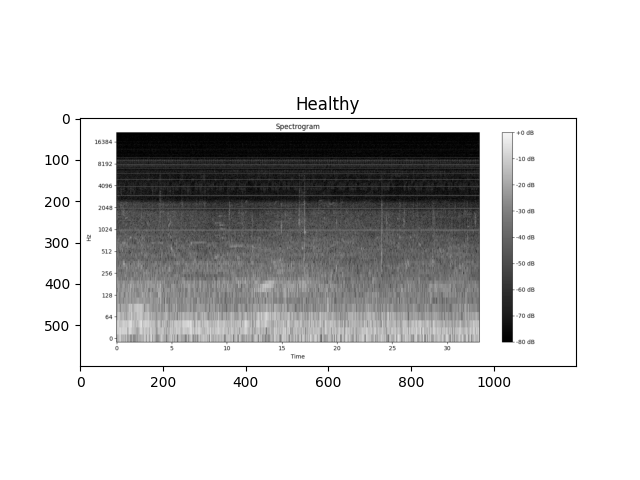 Healthy
Spectrogram
0
100
200
300
400
500
16384
8192
4096
2048
1024
512
256
128
64
0
Hz
0 5 10 15 20 25 30
Time
+0 dB
-10 dB
-20 dB
-30 dB
-40 dB
-50 dB
-60 dB
-70 dB
-80 dB
0 200 400 600 800 1000